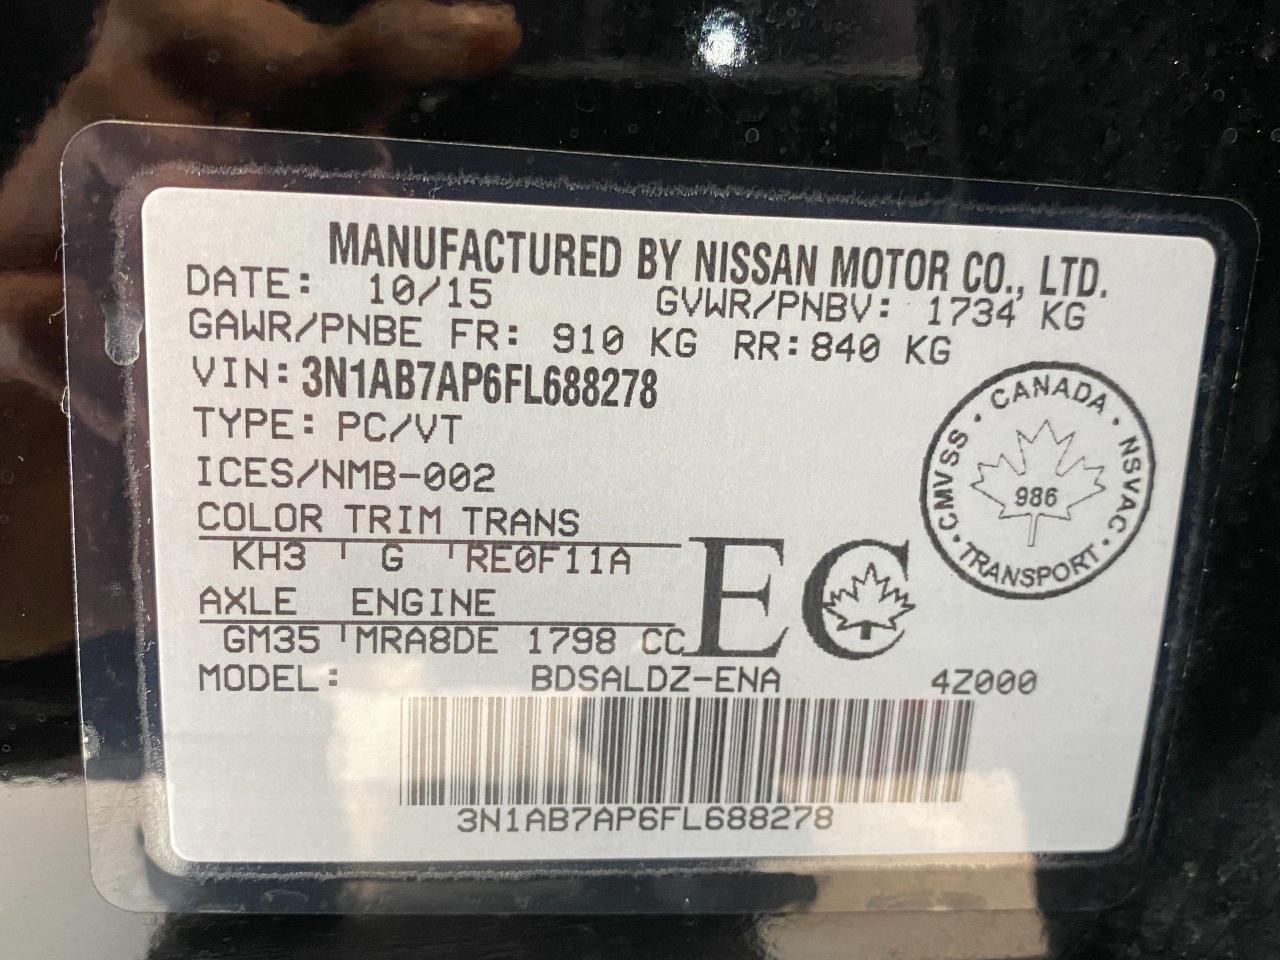 MANUFACTURED BY NISSAN MOTOR CO., LTD.
DATE: 10/15 GVWR/PNBV: 1734 KG
GAWR/PNBE FR: 910 KG RR: 840 KG
VIN: 3N1AB7AP6FL688278
TYPE: PC/VT
ICES/NMB-002
COLOR TRIM TRANS
KH3 G RE0F11A
AXLE ENGINE
GM35 MRA8DE 1798 CC
MODEL: BDSALDZ-ENA 4Z000
3N1AB7AP6FL688278
EC
CMVSS · CANADA · NSVAC · TRANSPORT ·
986